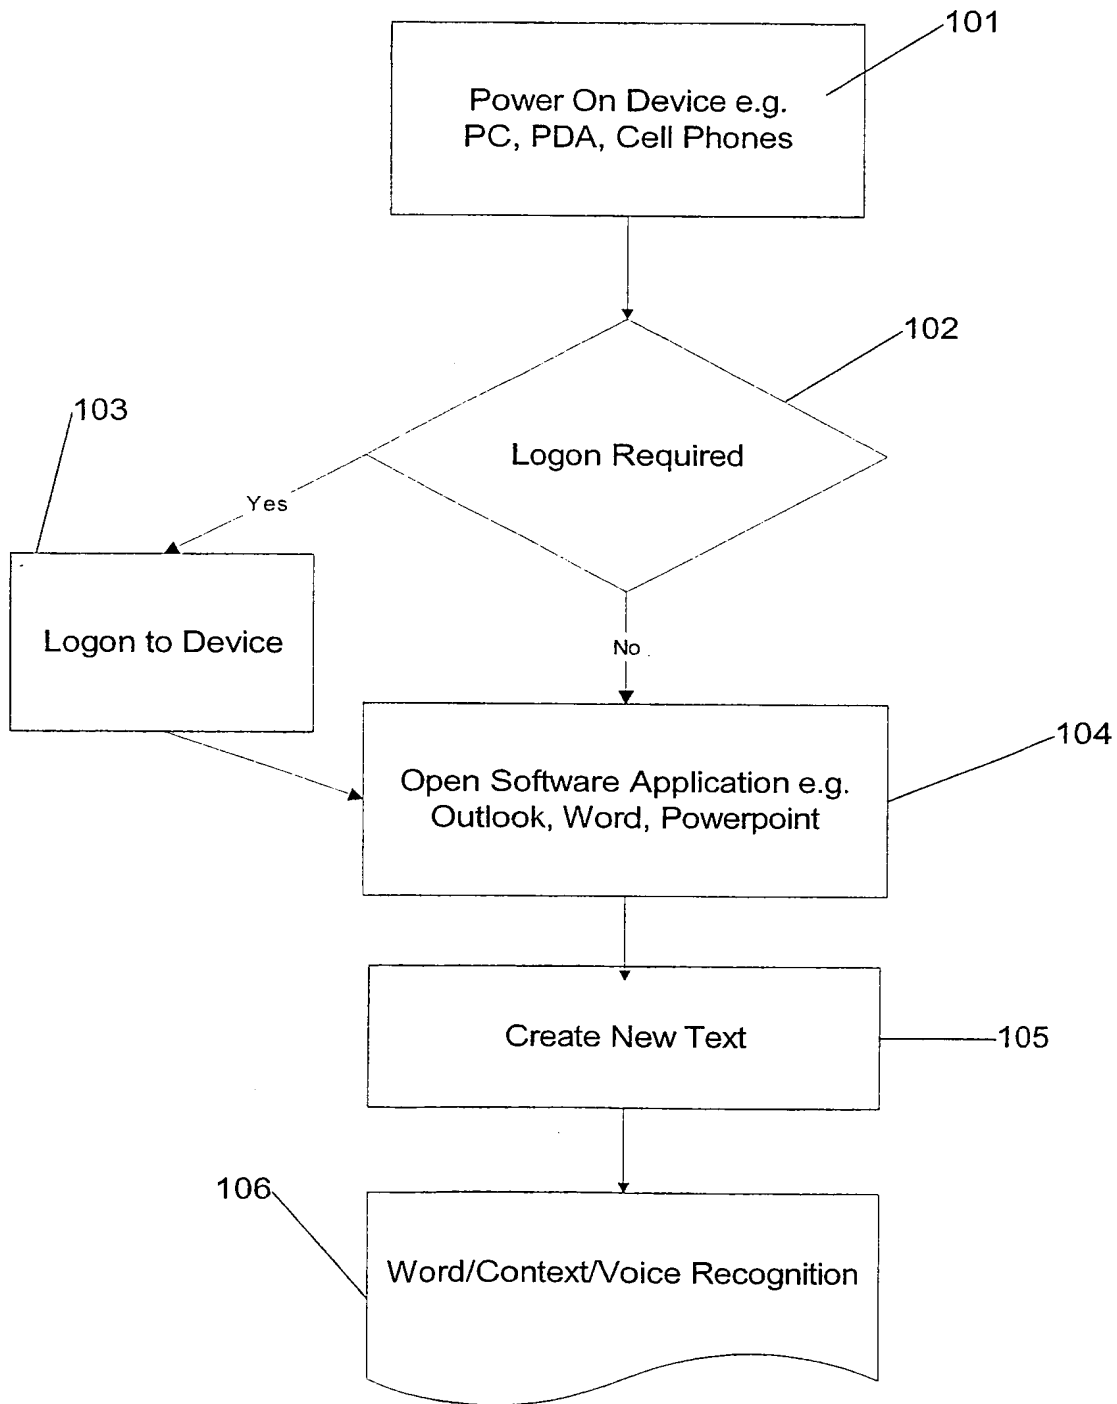 101
Power On Device e.g.
PC, PDA, Cell Phones
102
Logon Required
103
Yes
Logon to Device
No
104
Open Software Application e.g.
Outlook, Word, Powerpoint
Create New Text
105
106
Word/Context/Voice Recognition